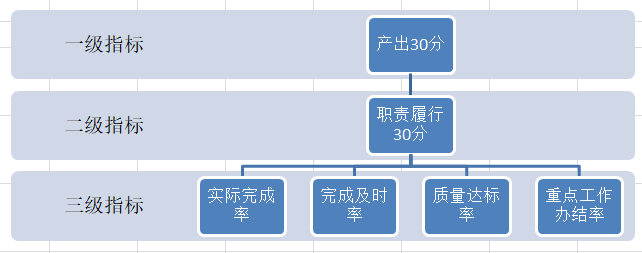 一级指标
产出30分
二级指标
职责履行
30分
三级指标
实际完成
率
完成及时
率
质量达标
率
重点工作
办结率